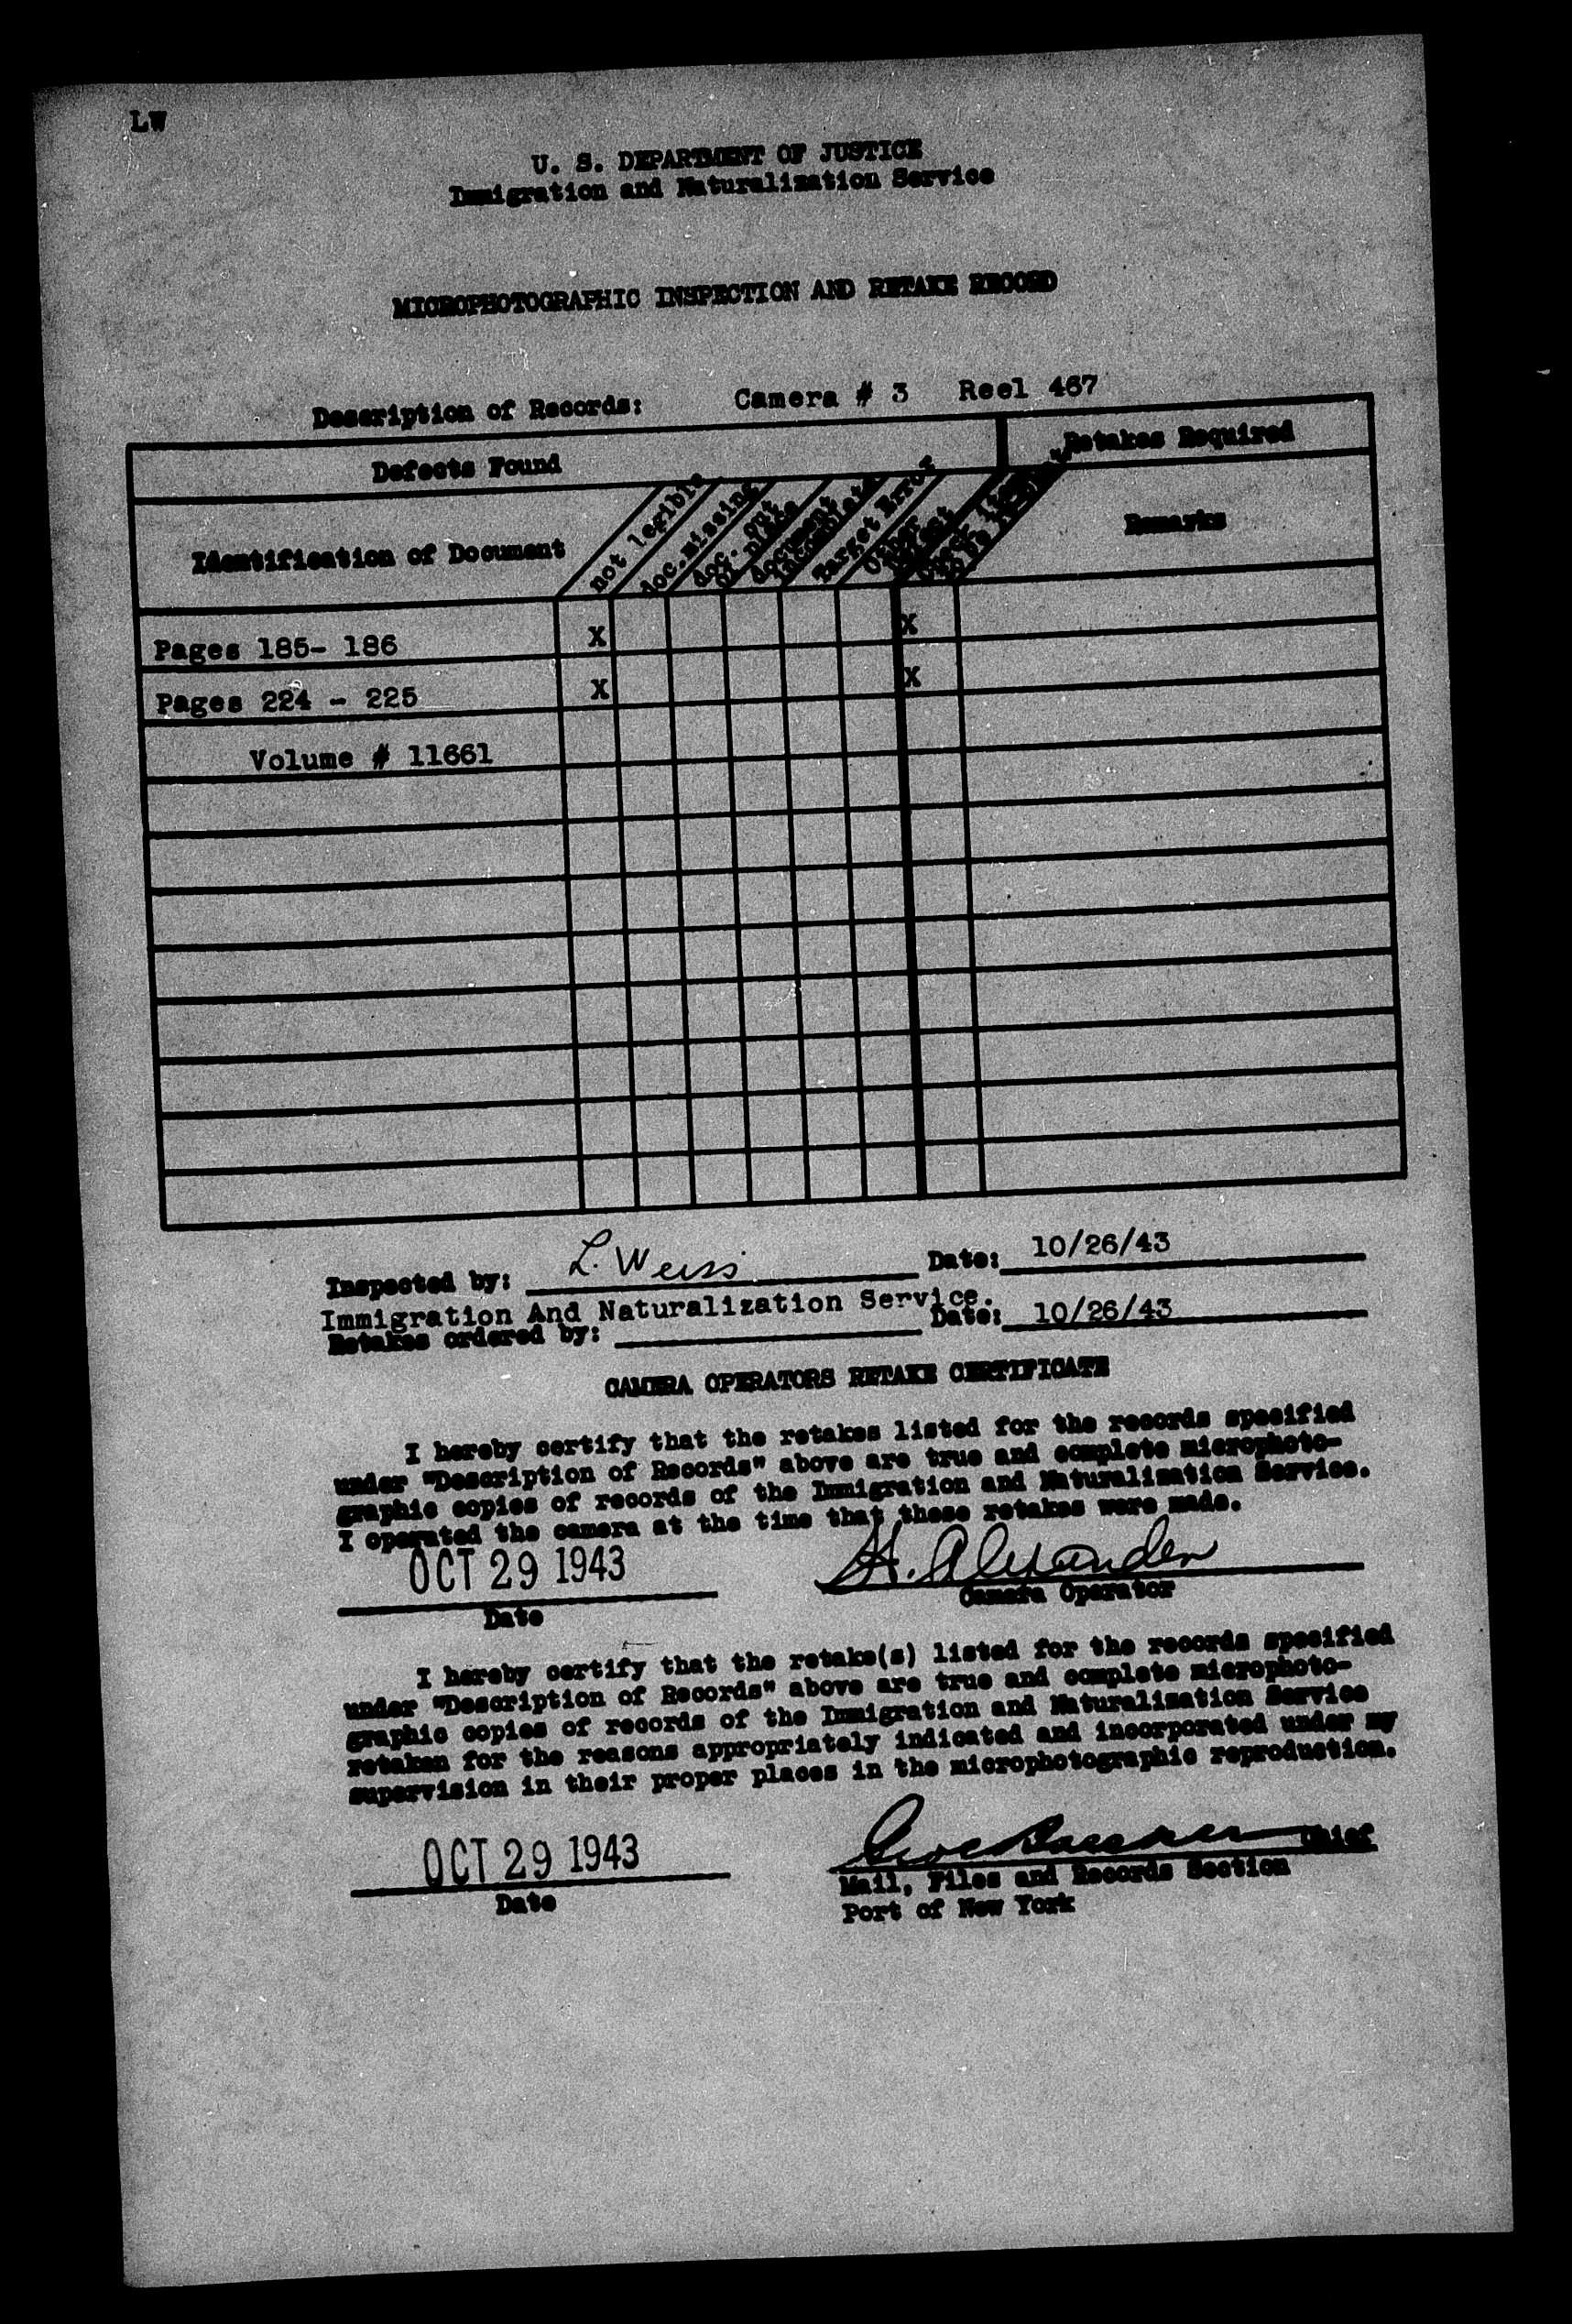 LW
U. S. DEPARTMENT OF JUSTICE
Immigration and Naturalization Service
MICROPHOTOGRAPHIC INSPECTION AND RETAKE RECORD
Description of Records: Camera # 3 Reel 467
Defects Found
Retakes Required
Identification of Document
not legible
doc. missing
doc. out of place
document incomplete
Target Error
Remarks
Pages 185- 186 X X
Pages 224 - 225 X X
Volume # 11661
Inspected by: L. Weiss Date: 10/26/43
Immigration And Naturalization Service.
Retakes ordered by: Date: 10/26/43
CAMERA OPERATORS RETAKE CERTIFICATE
I hereby certify that the retakes listed for the records specified
under "Description of Records" above are true and complete microphoto-
graphic copies of records of the Immigration and Naturalization Service.
I operated the camera at the time that these retakes were made.
OCT 29 1943 H. Alexander
Date Camera Operator
I hereby certify that the retake(s) listed for the records specified
under "Description of Records" above are true and complete microphoto-
graphic copies of records of the Immigration and Naturalization Service
retaken for the reasons appropriately indicated and incorporated under my
supervision in their proper places in the microphotographic reproduction.
OCT 29 1943 Chief
Date Mail, Files and Records Section
Port of New York